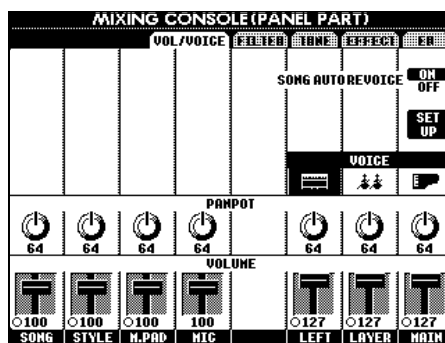 MIXING CONSOLE(PANEL PART)
VOL/VOICE FILTER TUNE EFFECT EQ
SONG AUTO REVOICE ON
OFF
SET
UP
VOICE
PANPOT
64 64 64 64 64 64 64
VOLUME
100 100 100 100 127 127 127
SONG STYLE M.PAD MIC LEFT LAYER MAIN